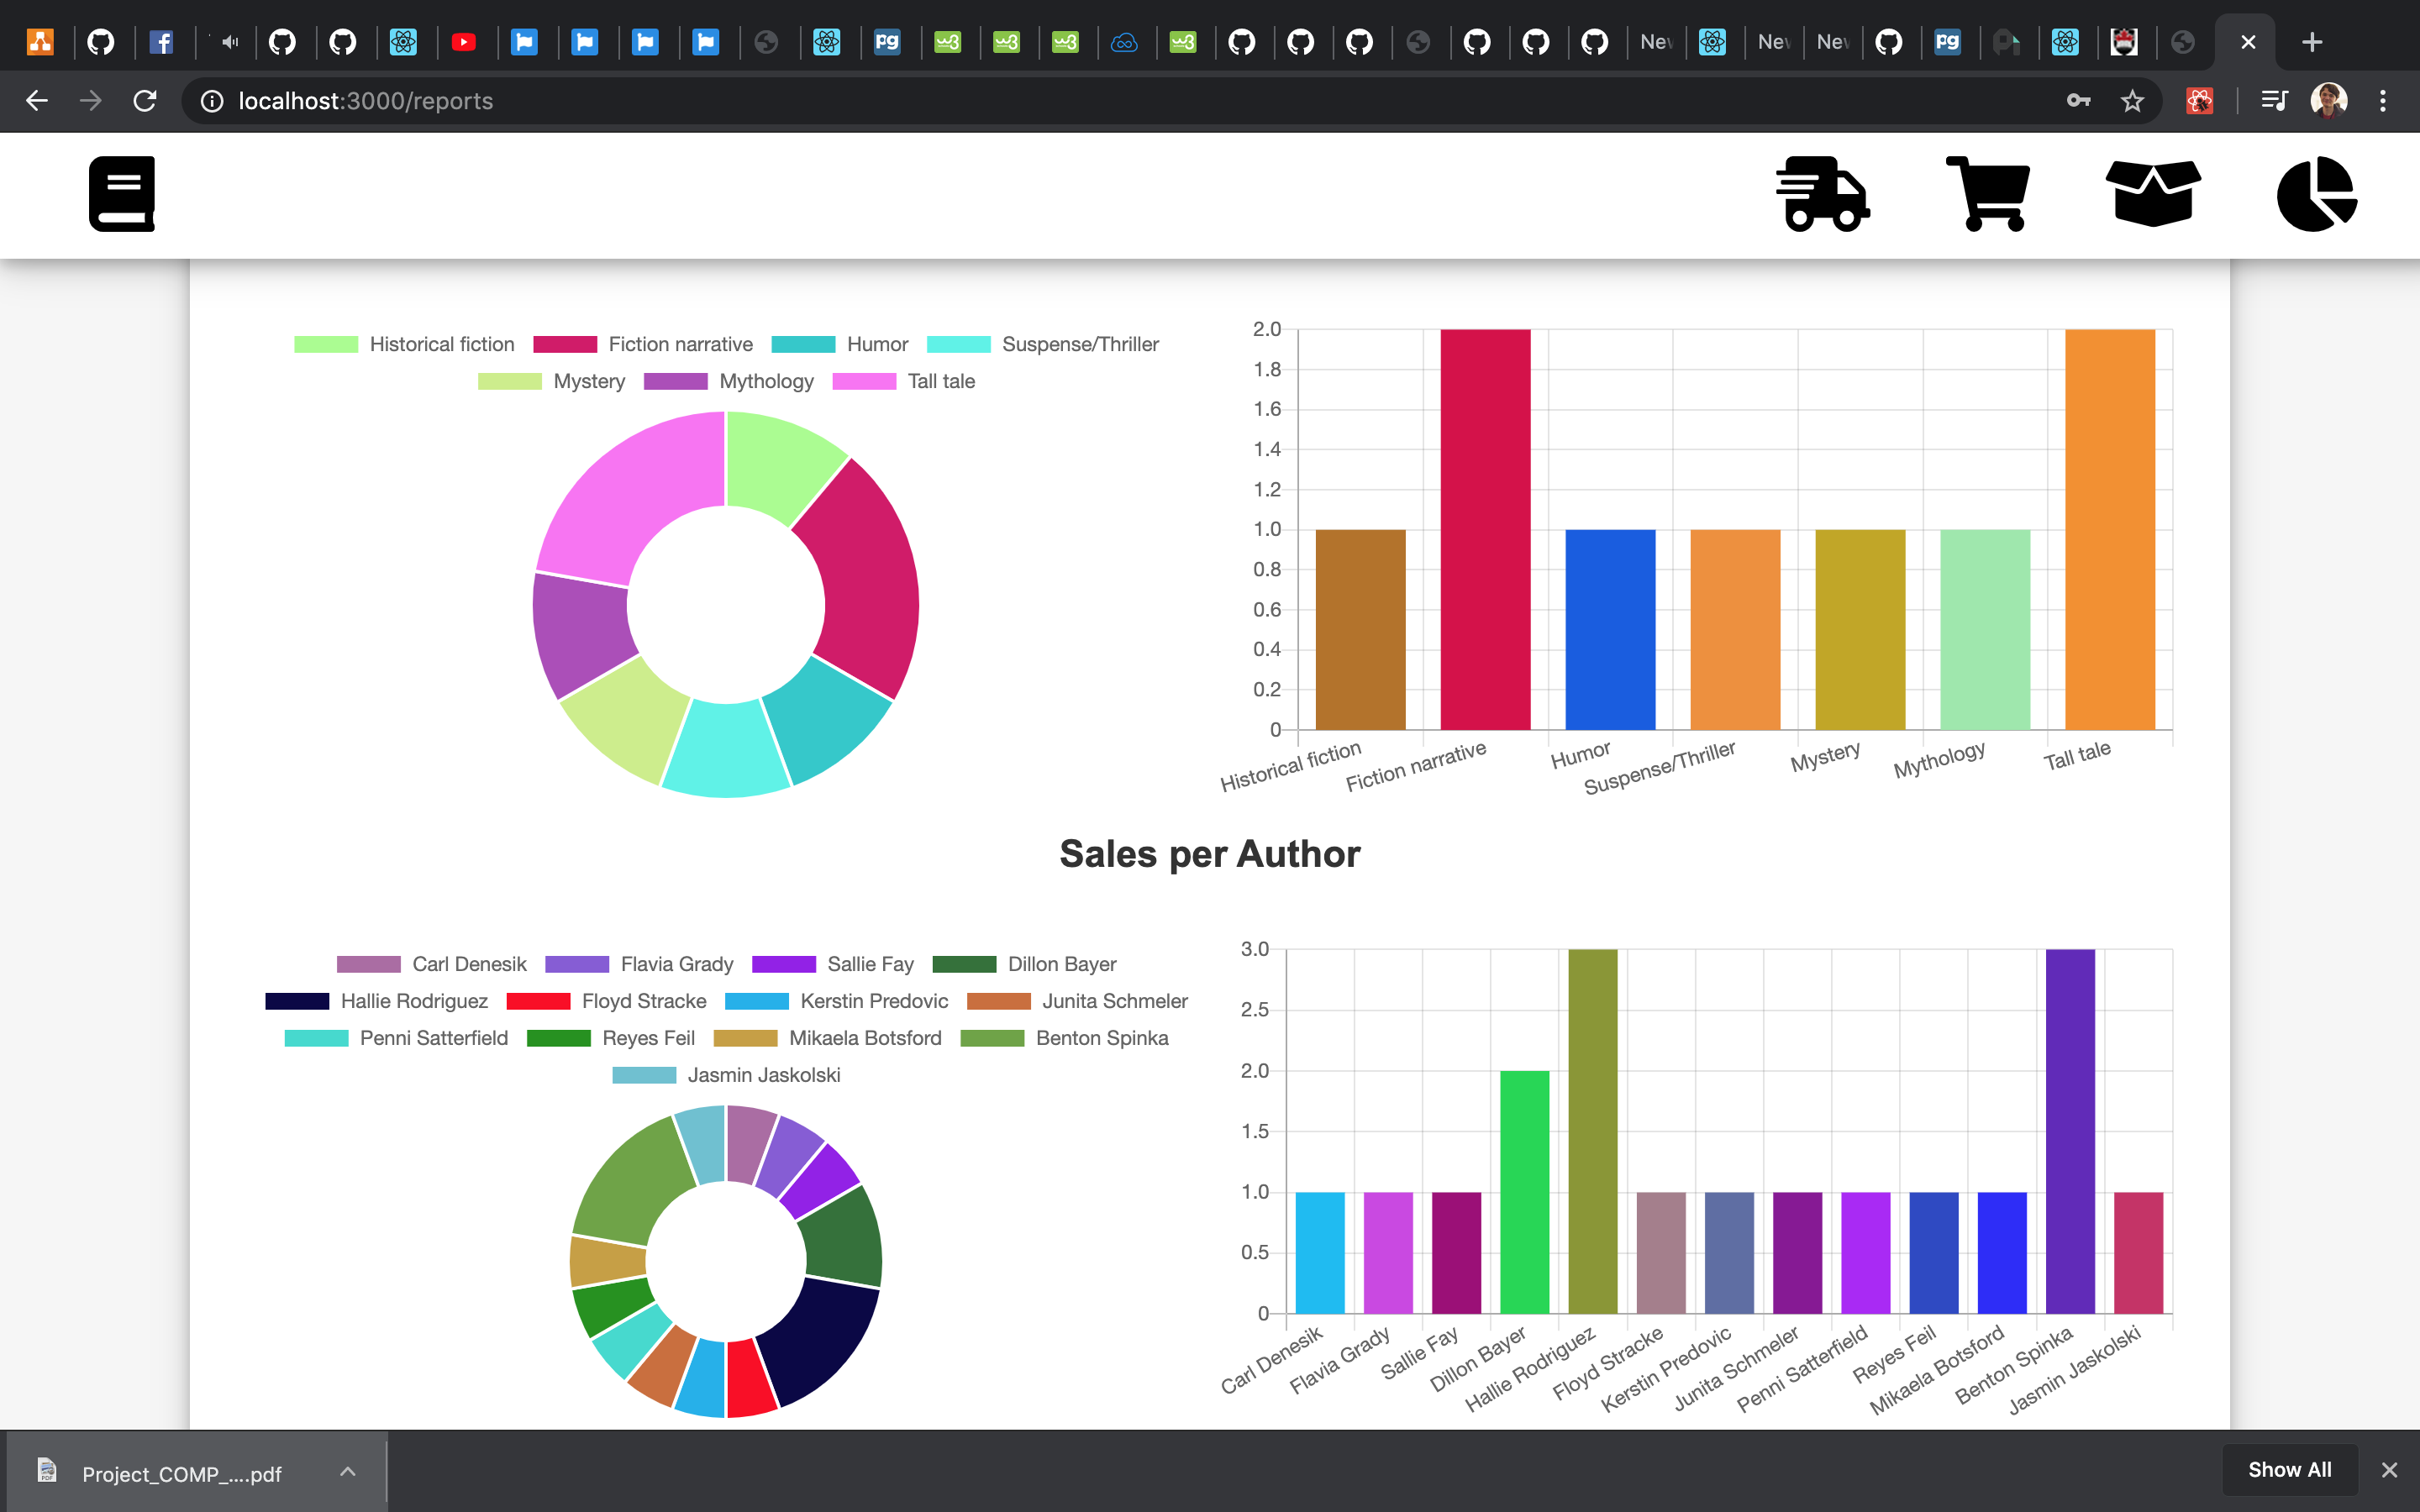 pg w3 w3 w3 w3 Nev Nev Nev pg
localhost:3000/reports
Historical fiction Fiction narrative Humor Suspense/Thriller
Mystery Mythology Tall tale
2.0
1.8
1.6
1.4
1.2
1.0
0.8
0.6
0.4
0.2
0
Historical fiction Fiction narrative Humor Suspense/Thriller Mystery Mythology Tall tale
Sales per Author
Carl Denesik Flavia Grady Sallie Fay Dillon Bayer
Hallie Rodriguez Floyd Stracke Kerstin Predovic Junita Schmeler
Penni Satterfield Reyes Feil Mikaela Botsford Benton Spinka
Jasmin Jaskolski
3.0
2.5
2.0
1.5
1.0
0.5
0
Carl Denesik Flavia Grady Sallie Fay Dillon Bayer Hallie Rodriguez Floyd Stracke Kerstin Predovic Junita Schmeler Penni Satterfield Reyes Feil Mikaela Botsford Benton Spinka Jasmin Jaskolski
Project_COMP_....pdf
Show All